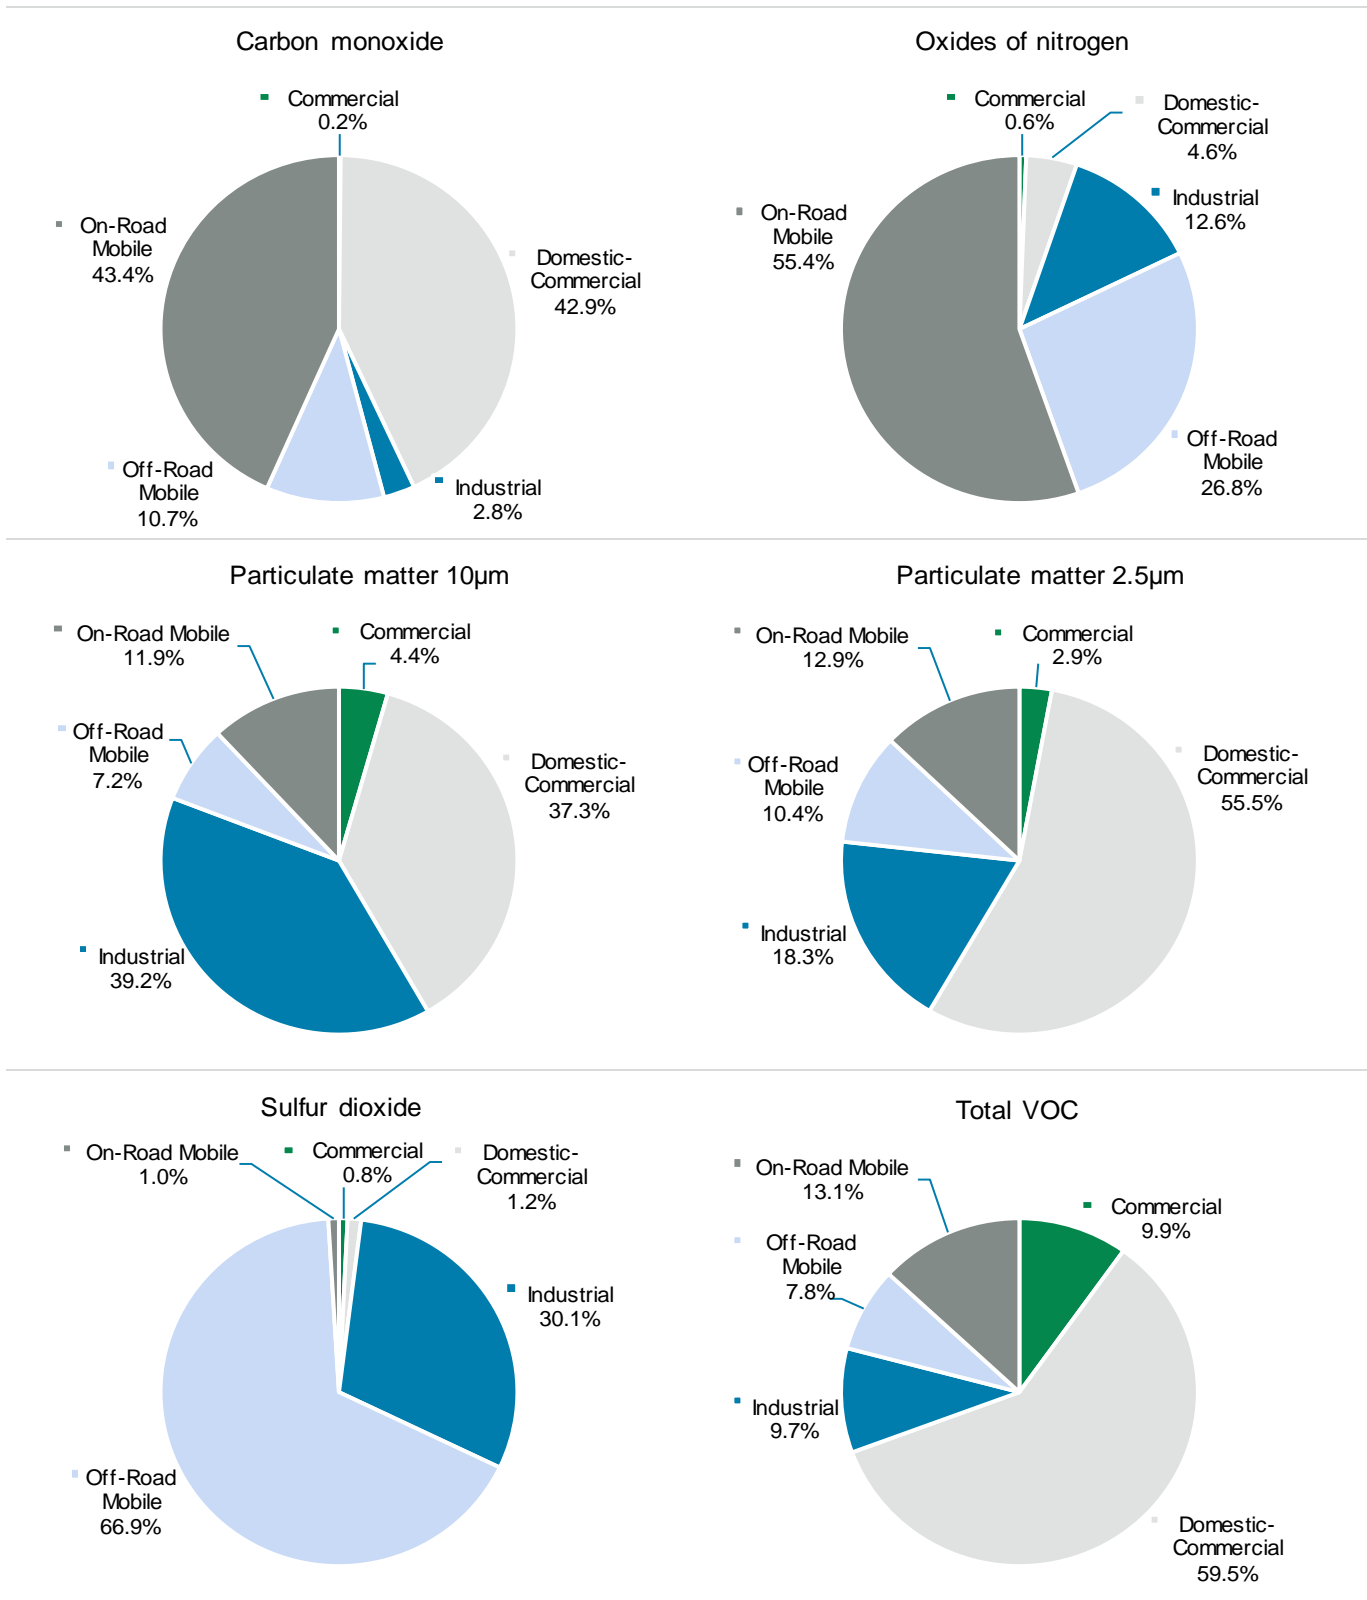 Carbon monoxide
Commercial
0.2%
Domestic-
Commercial
42.9%
Industrial
2.8%
Off-Road
Mobile
10.7%
On-Road
Mobile
43.4%
Oxides of nitrogen
Commercial
0.6%
Domestic-
Commercial
4.6%
Industrial
12.6%
Off-Road
Mobile
26.8%
On-Road
Mobile
55.4%
Particulate matter 10µm
Commercial
4.4%
Domestic-
Commercial
37.3%
Industrial
39.2%
Off-Road
Mobile
7.2%
On-Road Mobile
11.9%
Particulate matter 2.5µm
Commercial
2.9%
Domestic-
Commercial
55.5%
Industrial
18.3%
Off-Road
Mobile
10.4%
On-Road Mobile
12.9%
Sulfur dioxide
Commercial
0.8%
Domestic-
Commercial
1.2%
Industrial
30.1%
Off-Road
Mobile
66.9%
On-Road Mobile
1.0%
Total VOC
Commercial
9.9%
Domestic-
Commercial
59.5%
Industrial
9.7%
Off-Road
Mobile
7.8%
On-Road Mobile
13.1%